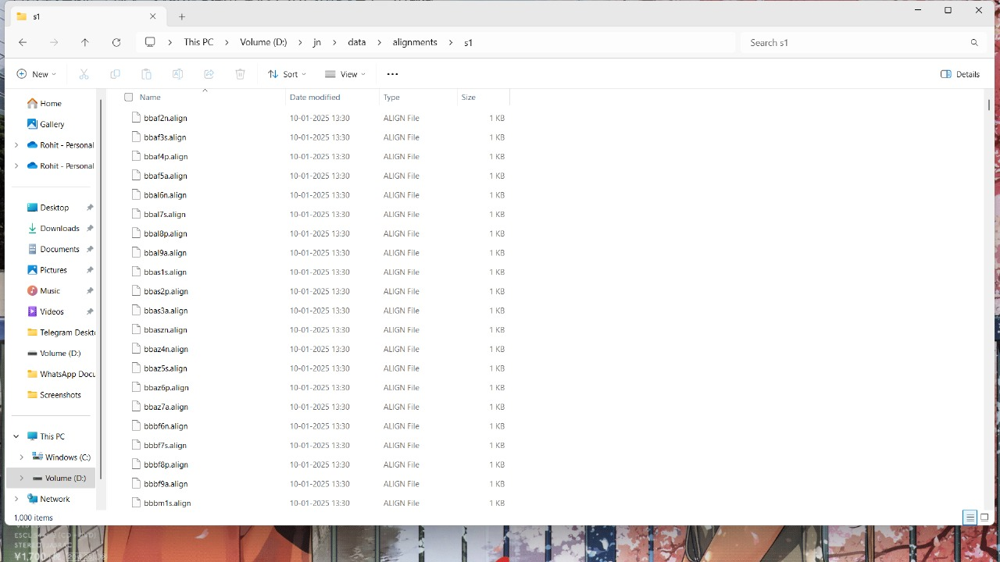 s1
This PC > Volume (D:) > jn > data > alignments > s1
Search s1
New
Sort
View
Details
Name Date modified Type Size
Home
Gallery
Rohit - Personal
Rohit - Personal
Desktop
Downloads
Documents
Pictures
Music
Videos
Telegram Deskt
Volume (D:)
WhatsApp Docu
Screenshots
This PC
Windows (C:)
Volume (D:)
Network
bbaf2n.align 10-01-2025 13:30 ALIGN File 1 KB
bbaf3s.align 10-01-2025 13:30 ALIGN File 1 KB
bbaf4p.align 10-01-2025 13:30 ALIGN File 1 KB
bbaf5a.align 10-01-2025 13:30 ALIGN File 1 KB
bbal6n.align 10-01-2025 13:30 ALIGN File 1 KB
bbal7s.align 10-01-2025 13:30 ALIGN File 1 KB
bbal8p.align 10-01-2025 13:30 ALIGN File 1 KB
bbal9a.align 10-01-2025 13:30 ALIGN File 1 KB
bbas1s.align 10-01-2025 13:30 ALIGN File 1 KB
bbas2p.align 10-01-2025 13:30 ALIGN File 1 KB
bbas3a.align 10-01-2025 13:30 ALIGN File 1 KB
bbaszn.align 10-01-2025 13:30 ALIGN File 1 KB
bbaz4n.align 10-01-2025 13:30 ALIGN File 1 KB
bbaz5s.align 10-01-2025 13:30 ALIGN File 1 KB
bbaz6p.align 10-01-2025 13:30 ALIGN File 1 KB
bbaz7a.align 10-01-2025 13:30 ALIGN File 1 KB
bbbf6n.align 10-01-2025 13:30 ALIGN File 1 KB
bbbf7s.align 10-01-2025 13:30 ALIGN File 1 KB
bbbf8p.align 10-01-2025 13:30 ALIGN File 1 KB
bbbf9a.align 10-01-2025 13:30 ALIGN File 1 KB
bbbm1s.align 10-01-2025 13:30 ALIGN File 1 KB
1,000 items
¥1,700